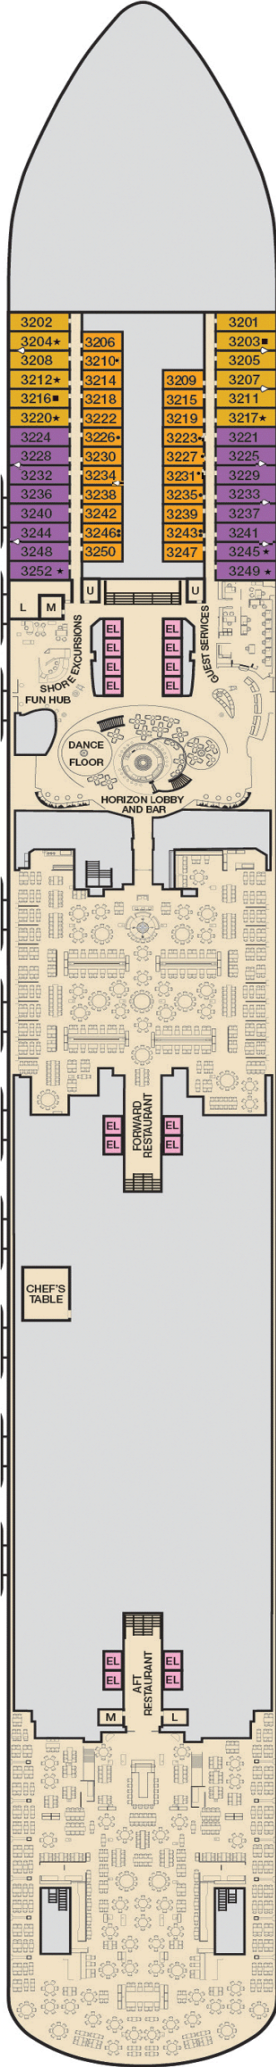 3202 3201
3204★ 3206 3203■
3208 3210• 3205
3212★ 3214 3209 3207
3216■ 3218 3215 3211
3220★ 3222 3219 3217★
3224 3226• 3223• 3221
3228 3230 3227• 3225
3232 3234 3231• 3229
3236 3238 3235• 3233
3240 3242 3239 3237
3244 3246• 3243• 3241
3248 3250 3247 3245★
3252 ★ 3249 ★
U U
L M
EL EL
EL EL
EL EL
EL EL
SHORE EXCURSIONS
GUEST SERVICES
FUN HUB
DANCE
FLOOR
HORIZON LOBBY
AND BAR
FORWARD
RESTAURANT
EL EL
EL EL
CHEF'S
TABLE
AFT
RESTAURANT
EL EL
EL EL
M L